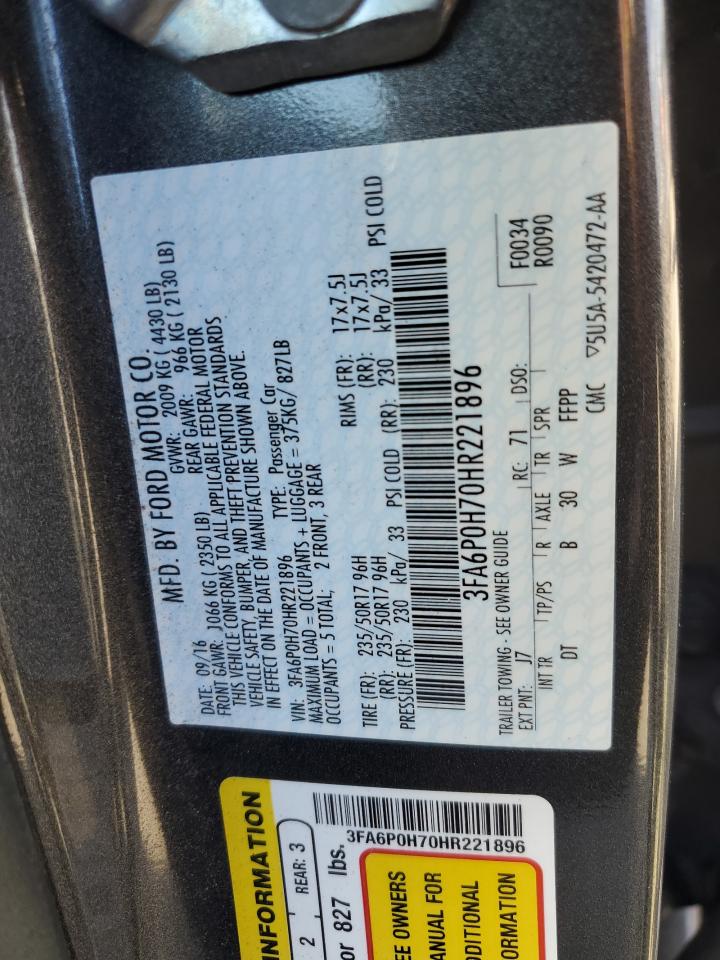 MFD. BY FORD MOTOR CO.
DATE: 09/16 GVWR: 2009 KG ( 4430 LB)
FRONT GAWR: 1066 KG ( 2350 LB) REAR GAWR: 966 KG ( 2130 LB)
THIS VEHICLE CONFORMS TO ALL APPLICABLE FEDERAL MOTOR
VEHICLE SAFETY, BUMPER, AND THEFT PREVENTION STANDARDS
IN EFFECT ON THE DATE OF MANUFACTURE SHOWN ABOVE.
VIN: 3FA6P0H70HR221896 TYPE: Passenger Car
MAXIMUM LOAD = OCCUPANTS + LUGGAGE = 375KG/ 827LB
OCCUPANTS = 5 TOTAL; 2 FRONT, 3 REAR
TIRE (FR): 235/50R17 96H RIMS (FR): 17x7.5J
(RR): 235/50R17 96H (RR): 17x7.5J
PRESSURE (FR): 230 kPa/ 33 PSI COLD (RR): 230 kPa/ 33 PSI COLD
3FA6P0H70HR221896
F0034
R0090
TRAILER TOWING - SEE OWNER GUIDE
EXT PNT: J7 RC: 71 DSO:
INT TR TP/PS R AXLE TR SPR
DT B 30 W FFPP
CMC ▽5U5A-5420472-AA
INFORMATION
2 REAR: 3
or 827 lbs.
3FA6P0H70HR221896
EE OWNERS
ANUAL FOR
DDITIONAL
ORMATION